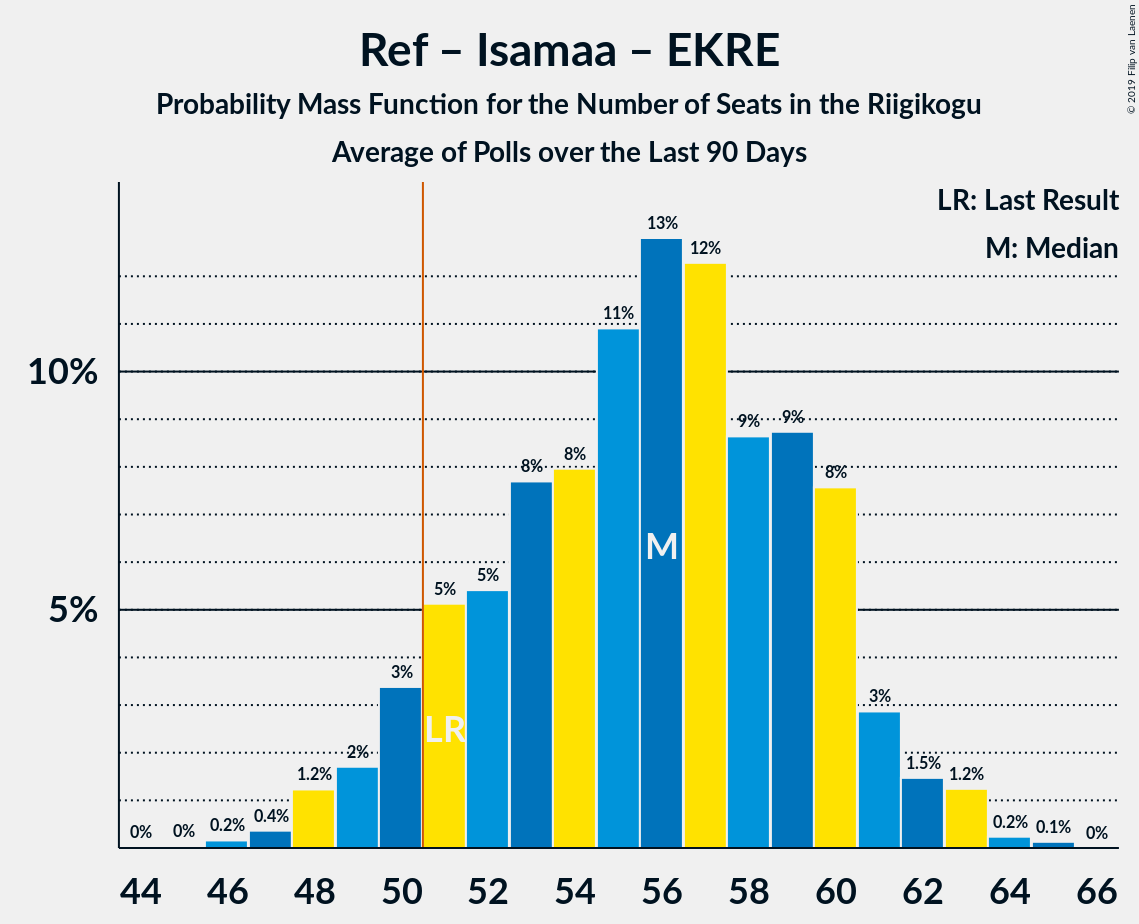 Ref – Isamaa – EKRE
Probability Mass Function for the Number of Seats in the Riigikogu
Average of Polls over the Last 90 Days
© 2019 Filip van Laenen
LR: Last Result
M: Median
10%
5%
0% 0% 0.2% 0.4% 1.2% 2% 3% 5% 5% 8% 8% 11% 13% 12% 9% 9% 8% 3% 1.5% 1.2% 0.2% 0.1% 0%
LR M
44 46 48 50 52 54 56 58 60 62 64 66